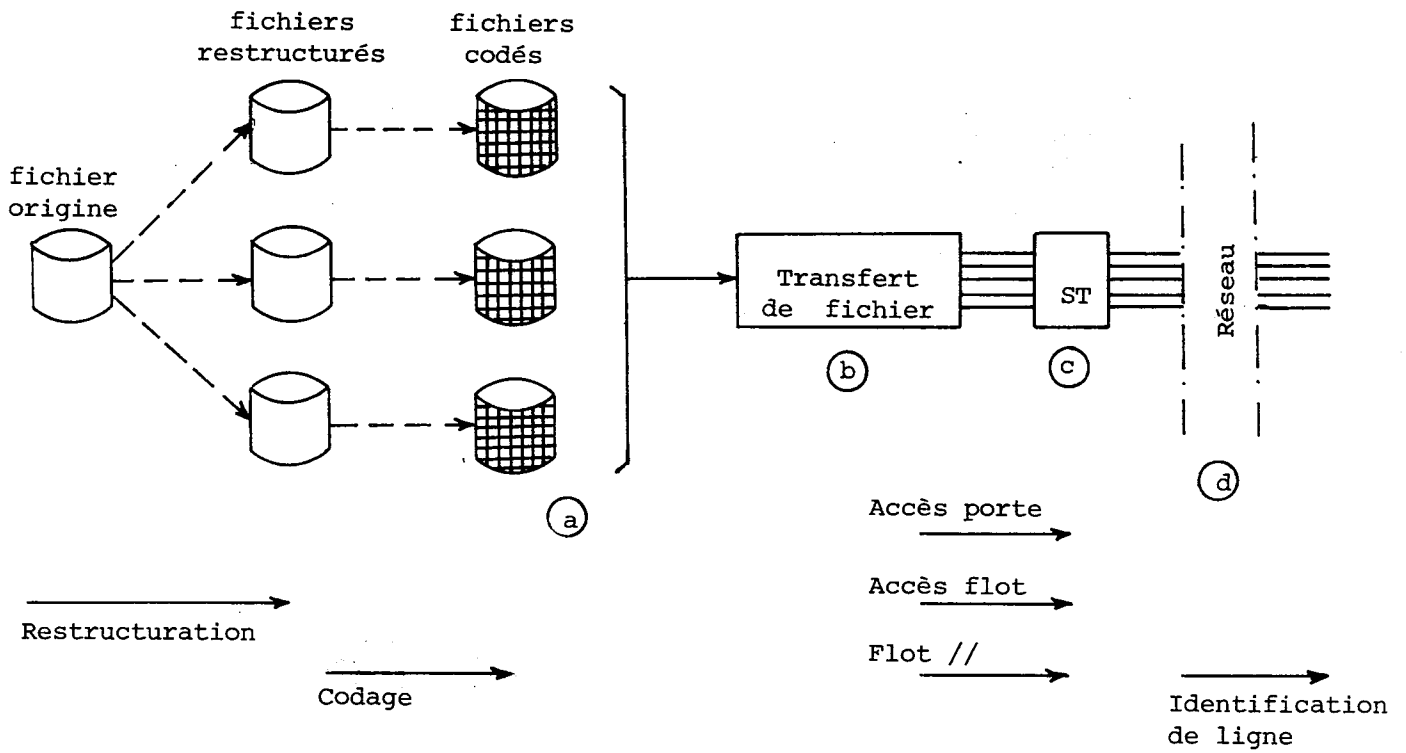 fichiers
restructurés
fichiers
codés
fichier
origine
Transfert
de fichier
ST
Réseau
a
b
c
d
Accès porte
Accès flot
Flot //
Restructuration
Codage
Identification
de ligne